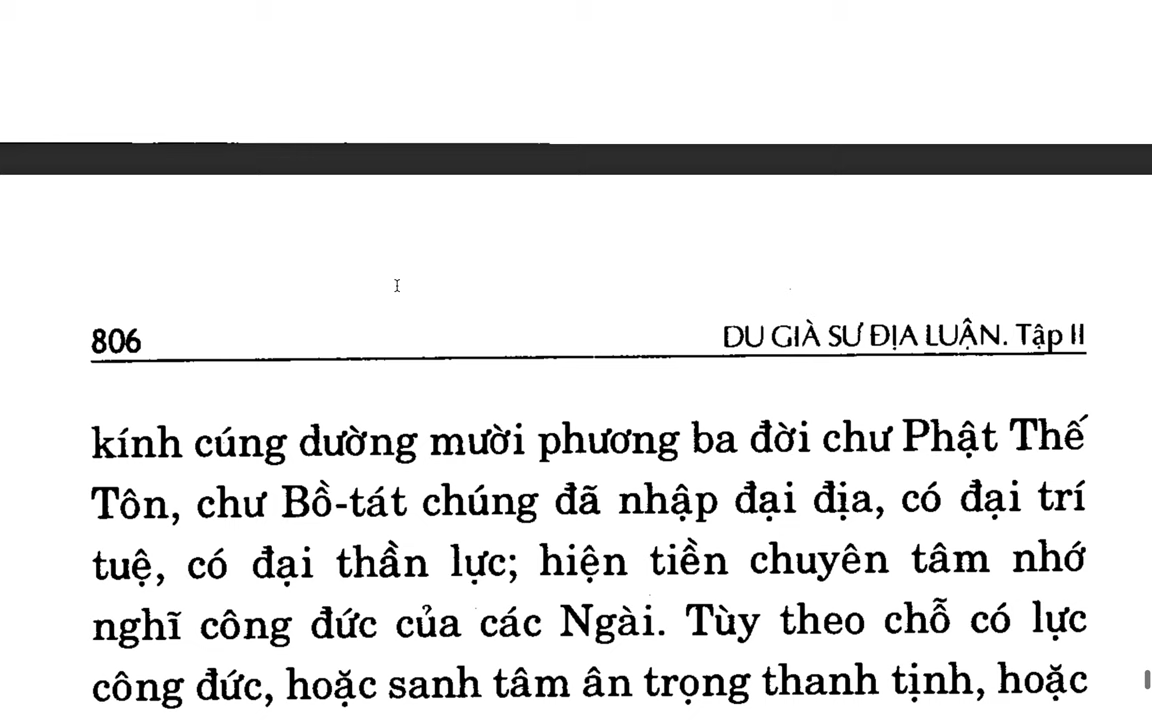 806
DU GIÀ SƯ ĐỊA LUẬN. Tập II
kính cúng dường mười phương ba đời chư Phật Thế
Tôn, chư Bồ-tát chúng đã nhập đại địa, có đại trí
tuệ, có đại thần lực; hiện tiền chuyên tâm nhớ
nghĩ công đức của các Ngài. Tùy theo chỗ có lực
công đức, hoặc sanh tâm ân trọng thanh tịnh, hoặc